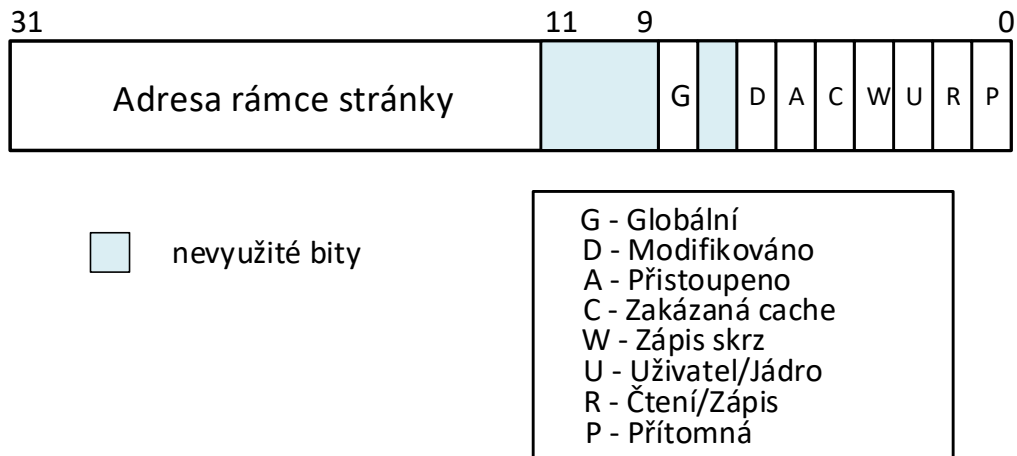 31 11 9 0
Adresa rámce stránky G D A C W U R P
nevyužité bity
G - Globální
D - Modifikováno
A - Přistoupeno
C - Zakázaná cache
W - Zápis skrz
U - Uživatel/Jádro
R - Čtení/Zápis
P - Přítomná